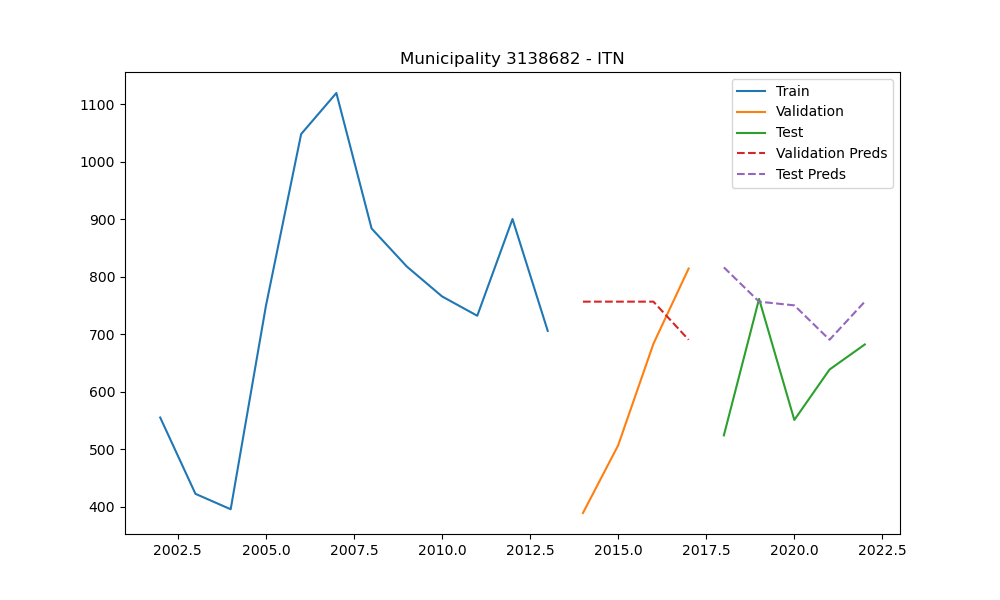 Municipality 3138682 - ITN
Train
Validation
Test
Validation Preds
Test Preds
1100
1000
900
800
700
600
500
400
2002.5 2005.0 2007.5 2010.0 2012.5 2015.0 2017.5 2020.0 2022.5